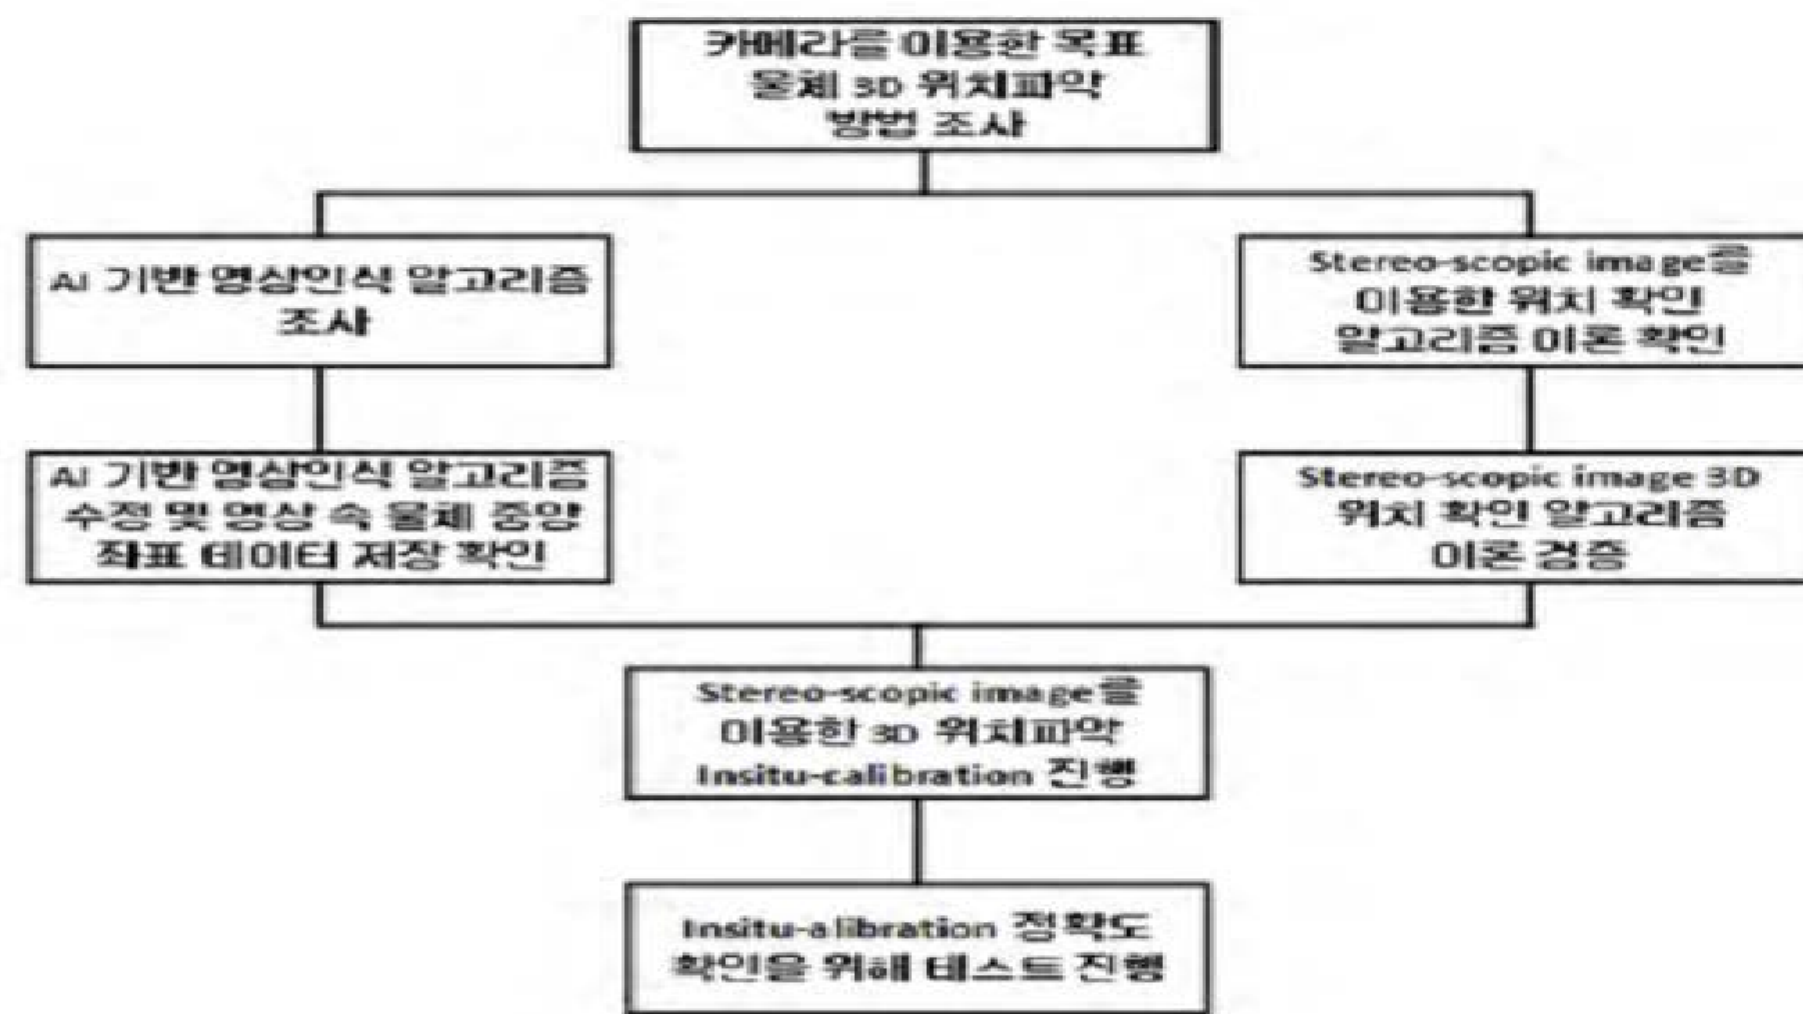 카메라를 이용한 목표
물체 3D 위치파악
방법 조사
AI 기반 영상인식 알고리즘
조사
Stereo-scopic image를
이용한 위치 확인
알고리즘 이론 확인
AI 기반 영상인식 알고리즘
수정 및 영상 속 물체 중앙
좌표 데이터 저장 확인
Stereo-scopic image 3D
위치 확인 알고리즘
이론 검증
Stereo-scopic image를
이용한 3D 위치파악
Insitu-calibration 진행
Insitu-alibration 정확도
확인을 위해 테스트 진행